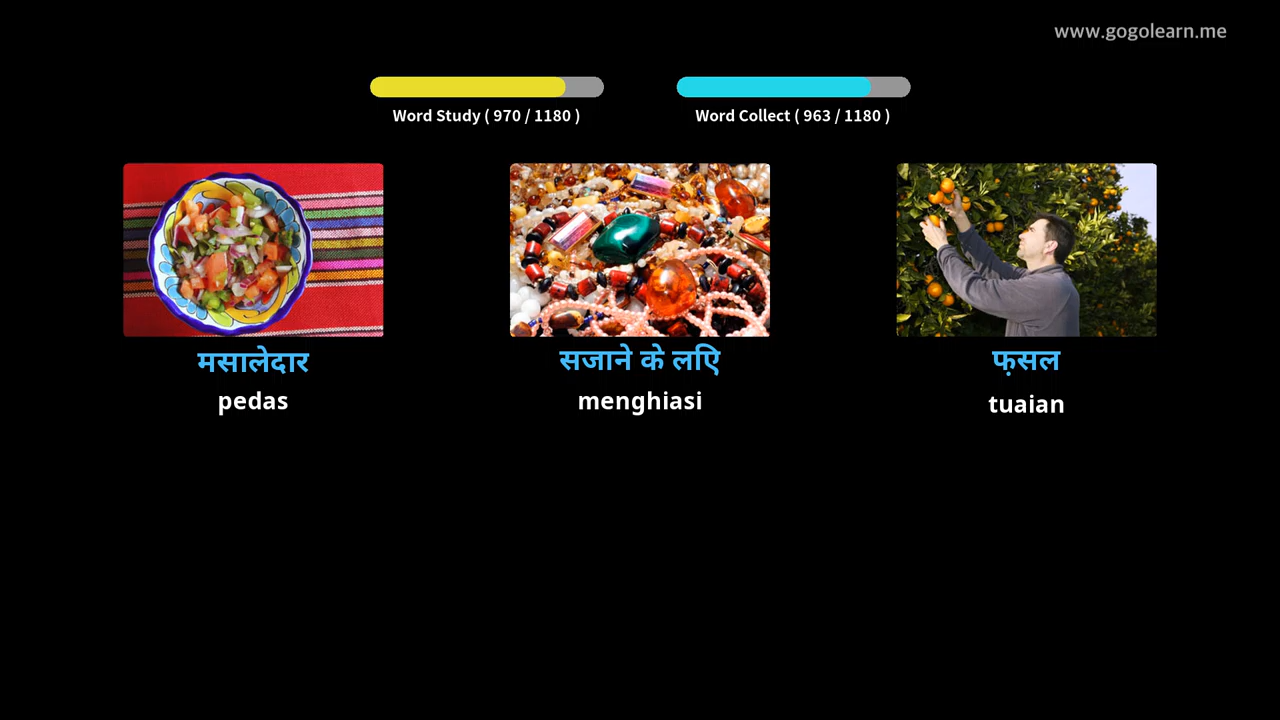 www.gogolearn.me
Word Study ( 970 / 1180 )
Word Collect ( 963 / 1180 )
मसालेदार
सजाने के लिए
फ़सल
pedas
menghiasi
tuaian